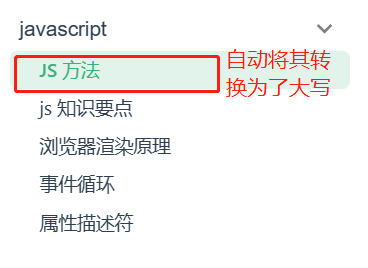 javascript
JS 方法
自动将其转
换为了大写
js 知识要点
浏览器渲染原理
事件循环
属性描述符